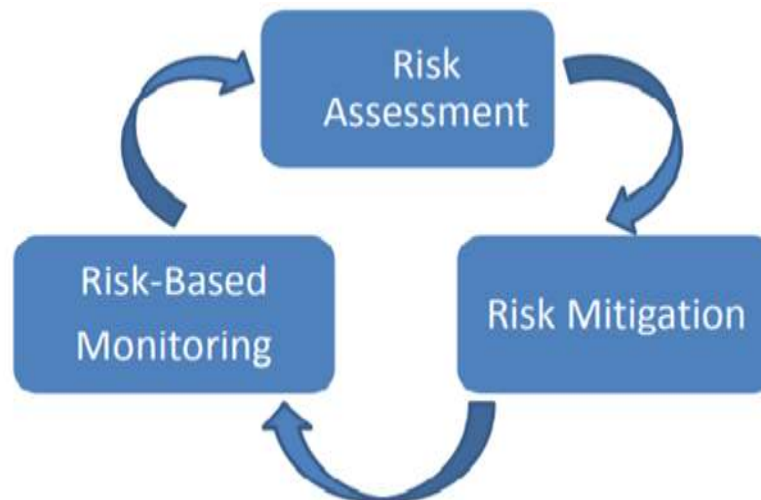 Risk
Assessment
Risk-Based
Monitoring
Risk Mitigation